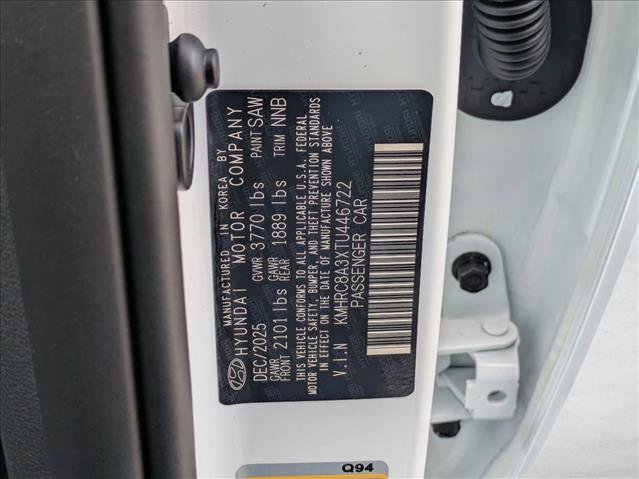 MANUFACTURED IN KOREA BY
HYUNDAI MOTOR COMPANY
DEC/2025 GVWR 3770 lbs PAINT SAW
GAWR FRONT 2101 lbs GAWR REAR 1889 lbs TRIM NNB
THIS VEHICLE CONFORMS TO ALL APPLICABLE U.S.A. FEDERAL
MOTOR VEHICLE SAFETY, BUMPER, AND THEFT PREVENTION STANDARDS
IN EFFECT ON THE DATE OF MANUFACTURE SHOWN ABOVE
V.I.N KMHRC8A3XTU446722
PASSENGER CAR
Q94